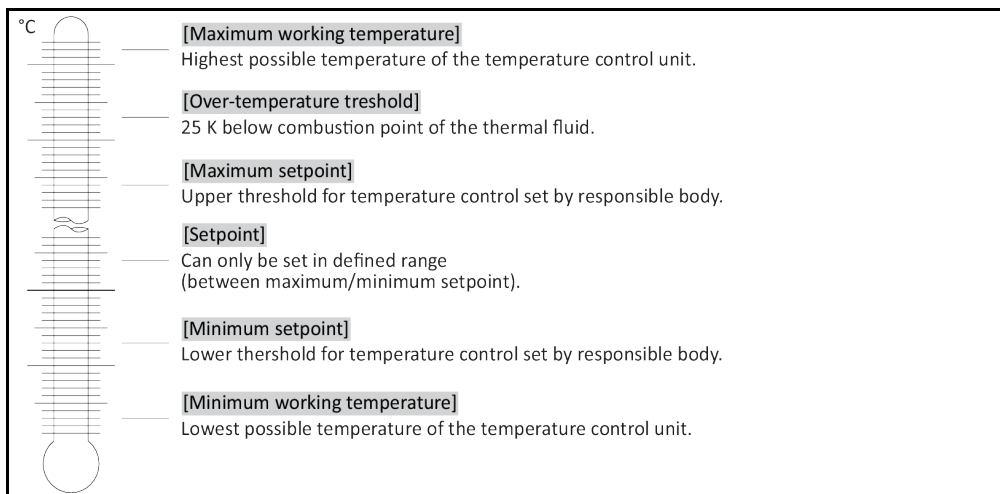 °C
[Maximum working temperature]
Highest possible temperature of the temperature control unit.
[Over-temperature treshold]
25 K below combustion point of the thermal fluid.
[Maximum setpoint]
Upper threshold for temperature control set by responsible body.
[Setpoint]
Can only be set in defined range
(between maximum/minimum setpoint).
[Minimum setpoint]
Lower thershold for temperature control set by responsible body.
[Minimum working temperature]
Lowest possible temperature of the temperature control unit.